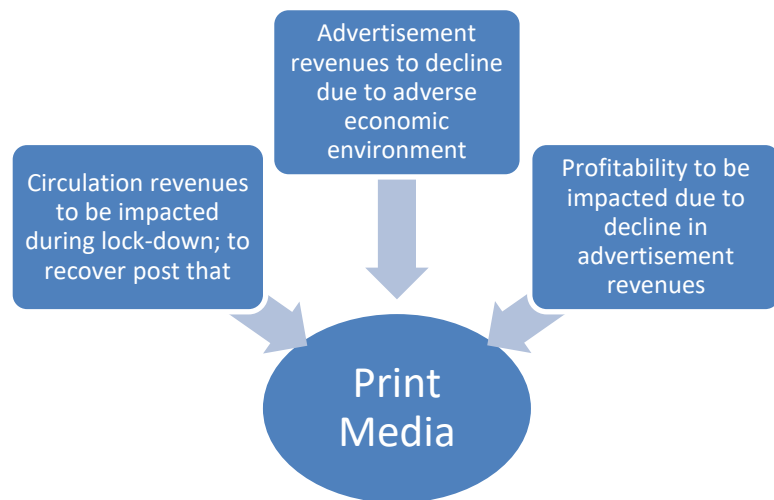 Advertisement
revenues to decline
due to adverse
economic
environment
Circulation revenues
to be impacted
during lock-down; to
recover post that
Profitability to be
impacted due to
decline in
advertisement
revenues
Print
Media